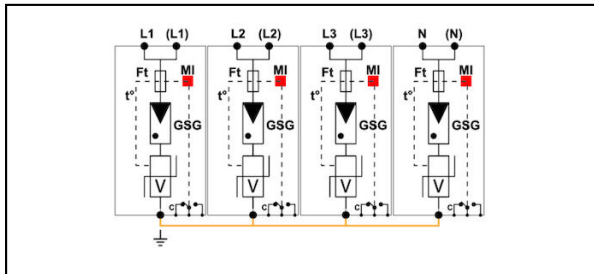 L1 (L1) L2 (L2) L3 (L3) N (N)
Ft MI Ft MI Ft MI Ft MI
t° t° t° t°
GSG GSG GSG GSG
V V V V
C C C C